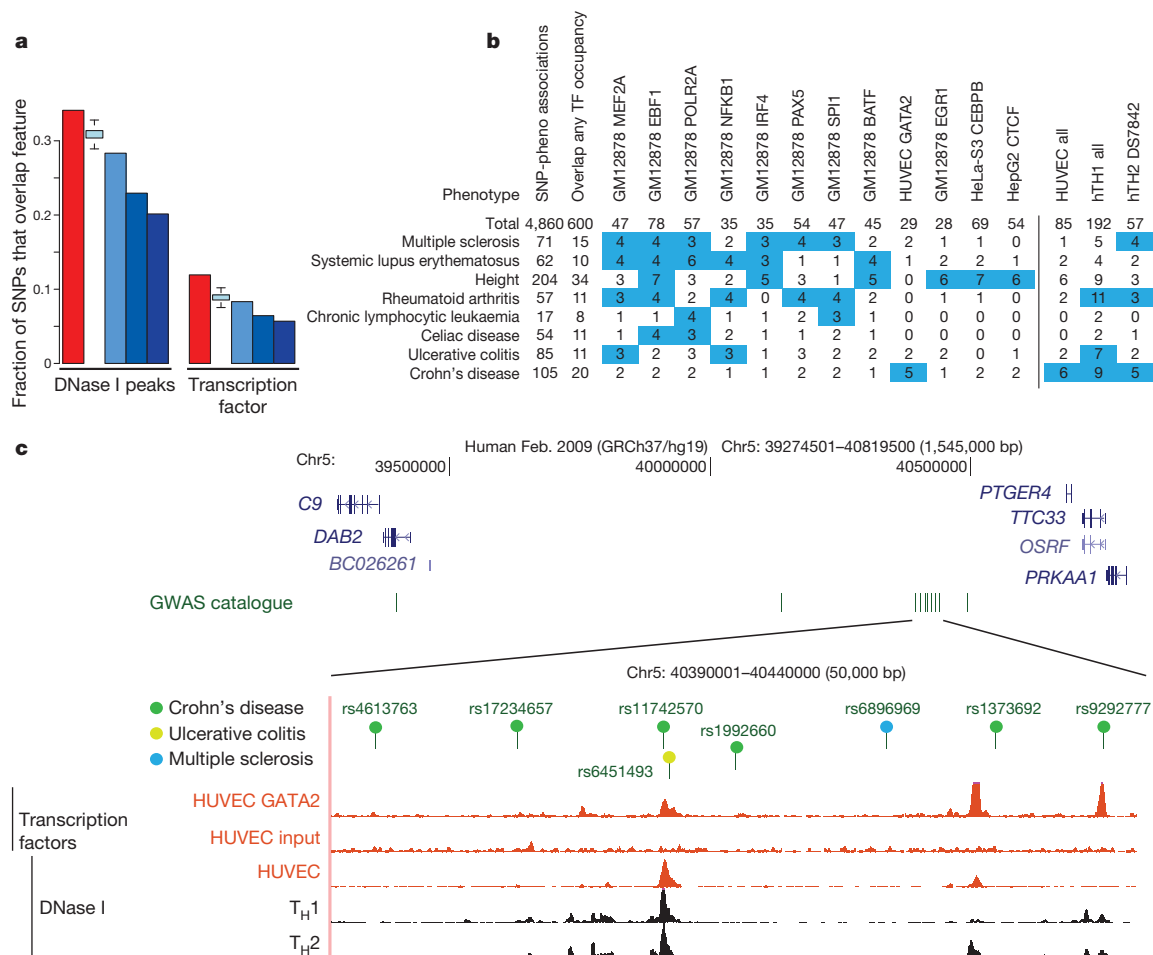 a
Fraction of SNPs that overlap feature
0.3
0.2
0.1
0
DNase I peaks
Transcription
factor
b
SNP-pheno associations
Overlap any TF occupancy
GM12878 MEF2A
GM12878 EBF1
GM12878 POLR2A
GM12878 NFKB1
GM12878 IRF4
GM12878 PAX5
GM12878 SPI1
GM12878 BATF
HUVEC GATA2
GM12878 EGR1
HeLa-S3 CEBPB
HepG2 CTCF
HUVEC all
hTH1 all
hTH2 DS7842
Phenotype
Total 4,860 600 47 78 57 35 35 54 47 45 29 28 69 54 85 192 57
Multiple sclerosis 71 15 4 4 3 2 3 4 3 2 2 1 1 0 1 5 4
Systemic lupus erythematosus 62 10 4 4 6 4 3 1 1 4 1 2 2 1 2 4 2
Height 204 34 3 7 3 2 5 3 1 5 0 6 7 6 6 9 3
Rheumatoid arthritis 57 11 3 4 2 4 0 4 4 2 0 1 1 0 2 11 3
Chronic lymphocytic leukaemia 17 8 1 1 4 1 1 2 3 1 0 0 0 0 0 2 0
Celiac disease 54 11 1 4 3 2 1 1 2 1 0 0 0 0 0 2 1
Ulcerative colitis 85 11 3 2 3 3 1 3 2 2 2 2 0 1 2 7 2
Crohn's disease 105 20 2 2 2 1 1 2 2 1 5 1 2 2 6 9 5
c
Human Feb. 2009 (GRCh37/hg19) Chr5: 39274501–40819500 (1,545,000 bp)
Chr5:
39500000
40000000
40500000
C9
DAB2
BC026261
PTGER4
TTC33
OSRF
PRKAA1
GWAS catalogue
Chr5: 40390001–40440000 (50,000 bp)
Crohn's disease
Ulcerative colitis
Multiple sclerosis
rs4613763
rs17234657
rs11742570
rs1992660
rs6451493
rs6896969
rs1373692
rs9292777
Transcription
factors
HUVEC GATA2
HUVEC input
DNase I
HUVEC
TH1
TH2